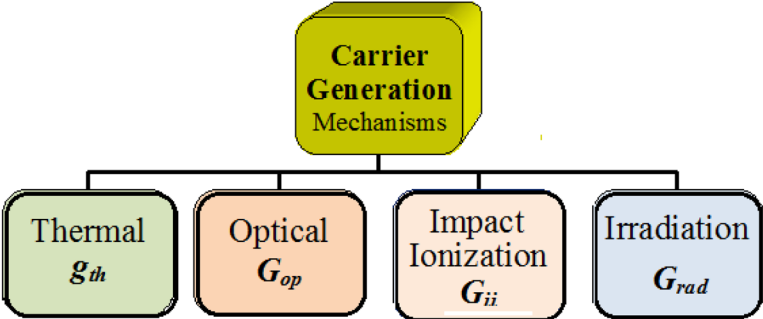 Carrier
Generation
Mechanisms
Thermal
gth
Optical
Gop
Impact
Ionization
Gii
Irradiation
Grad